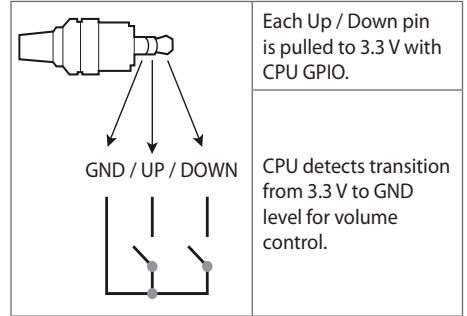 Each Up / Down pin
is pulled to 3.3 V with
CPU GPIO.
GND / UP / DOWN
CPU detects transition
from 3.3 V to GND
level for volume
control.